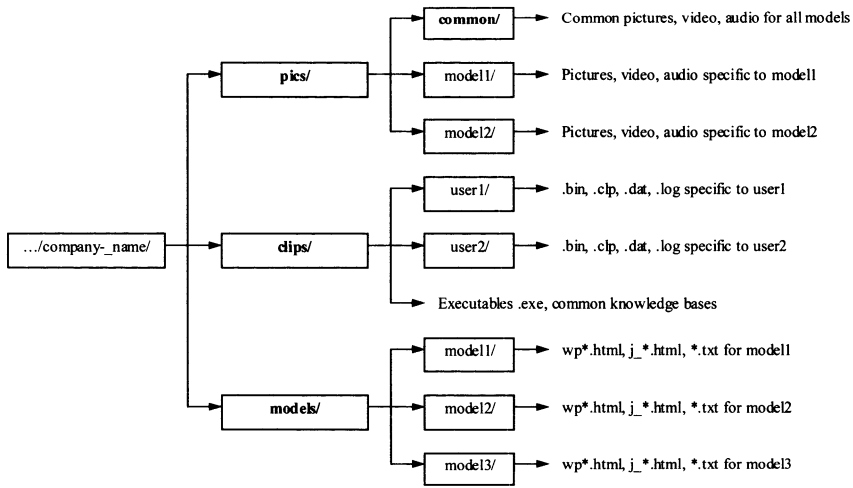 common/ Common pictures, video, audio for all models
pics/ model1/ Pictures, video, audio specific to model1
model2/ Pictures, video, audio specific to model2
user1/ .bin, .clp, .dat, .log specific to user1
…/company-_name/ clips/ user2/ .bin, .clp, .dat, .log specific to user2
Executables .exe, common knowledge bases
model1/ wp*.html, j_*.html, *.txt for model1
models/ model2/ wp*.html, j_*.html, *.txt for model2
model3/ wp*.html, j_*.html, *.txt for model3